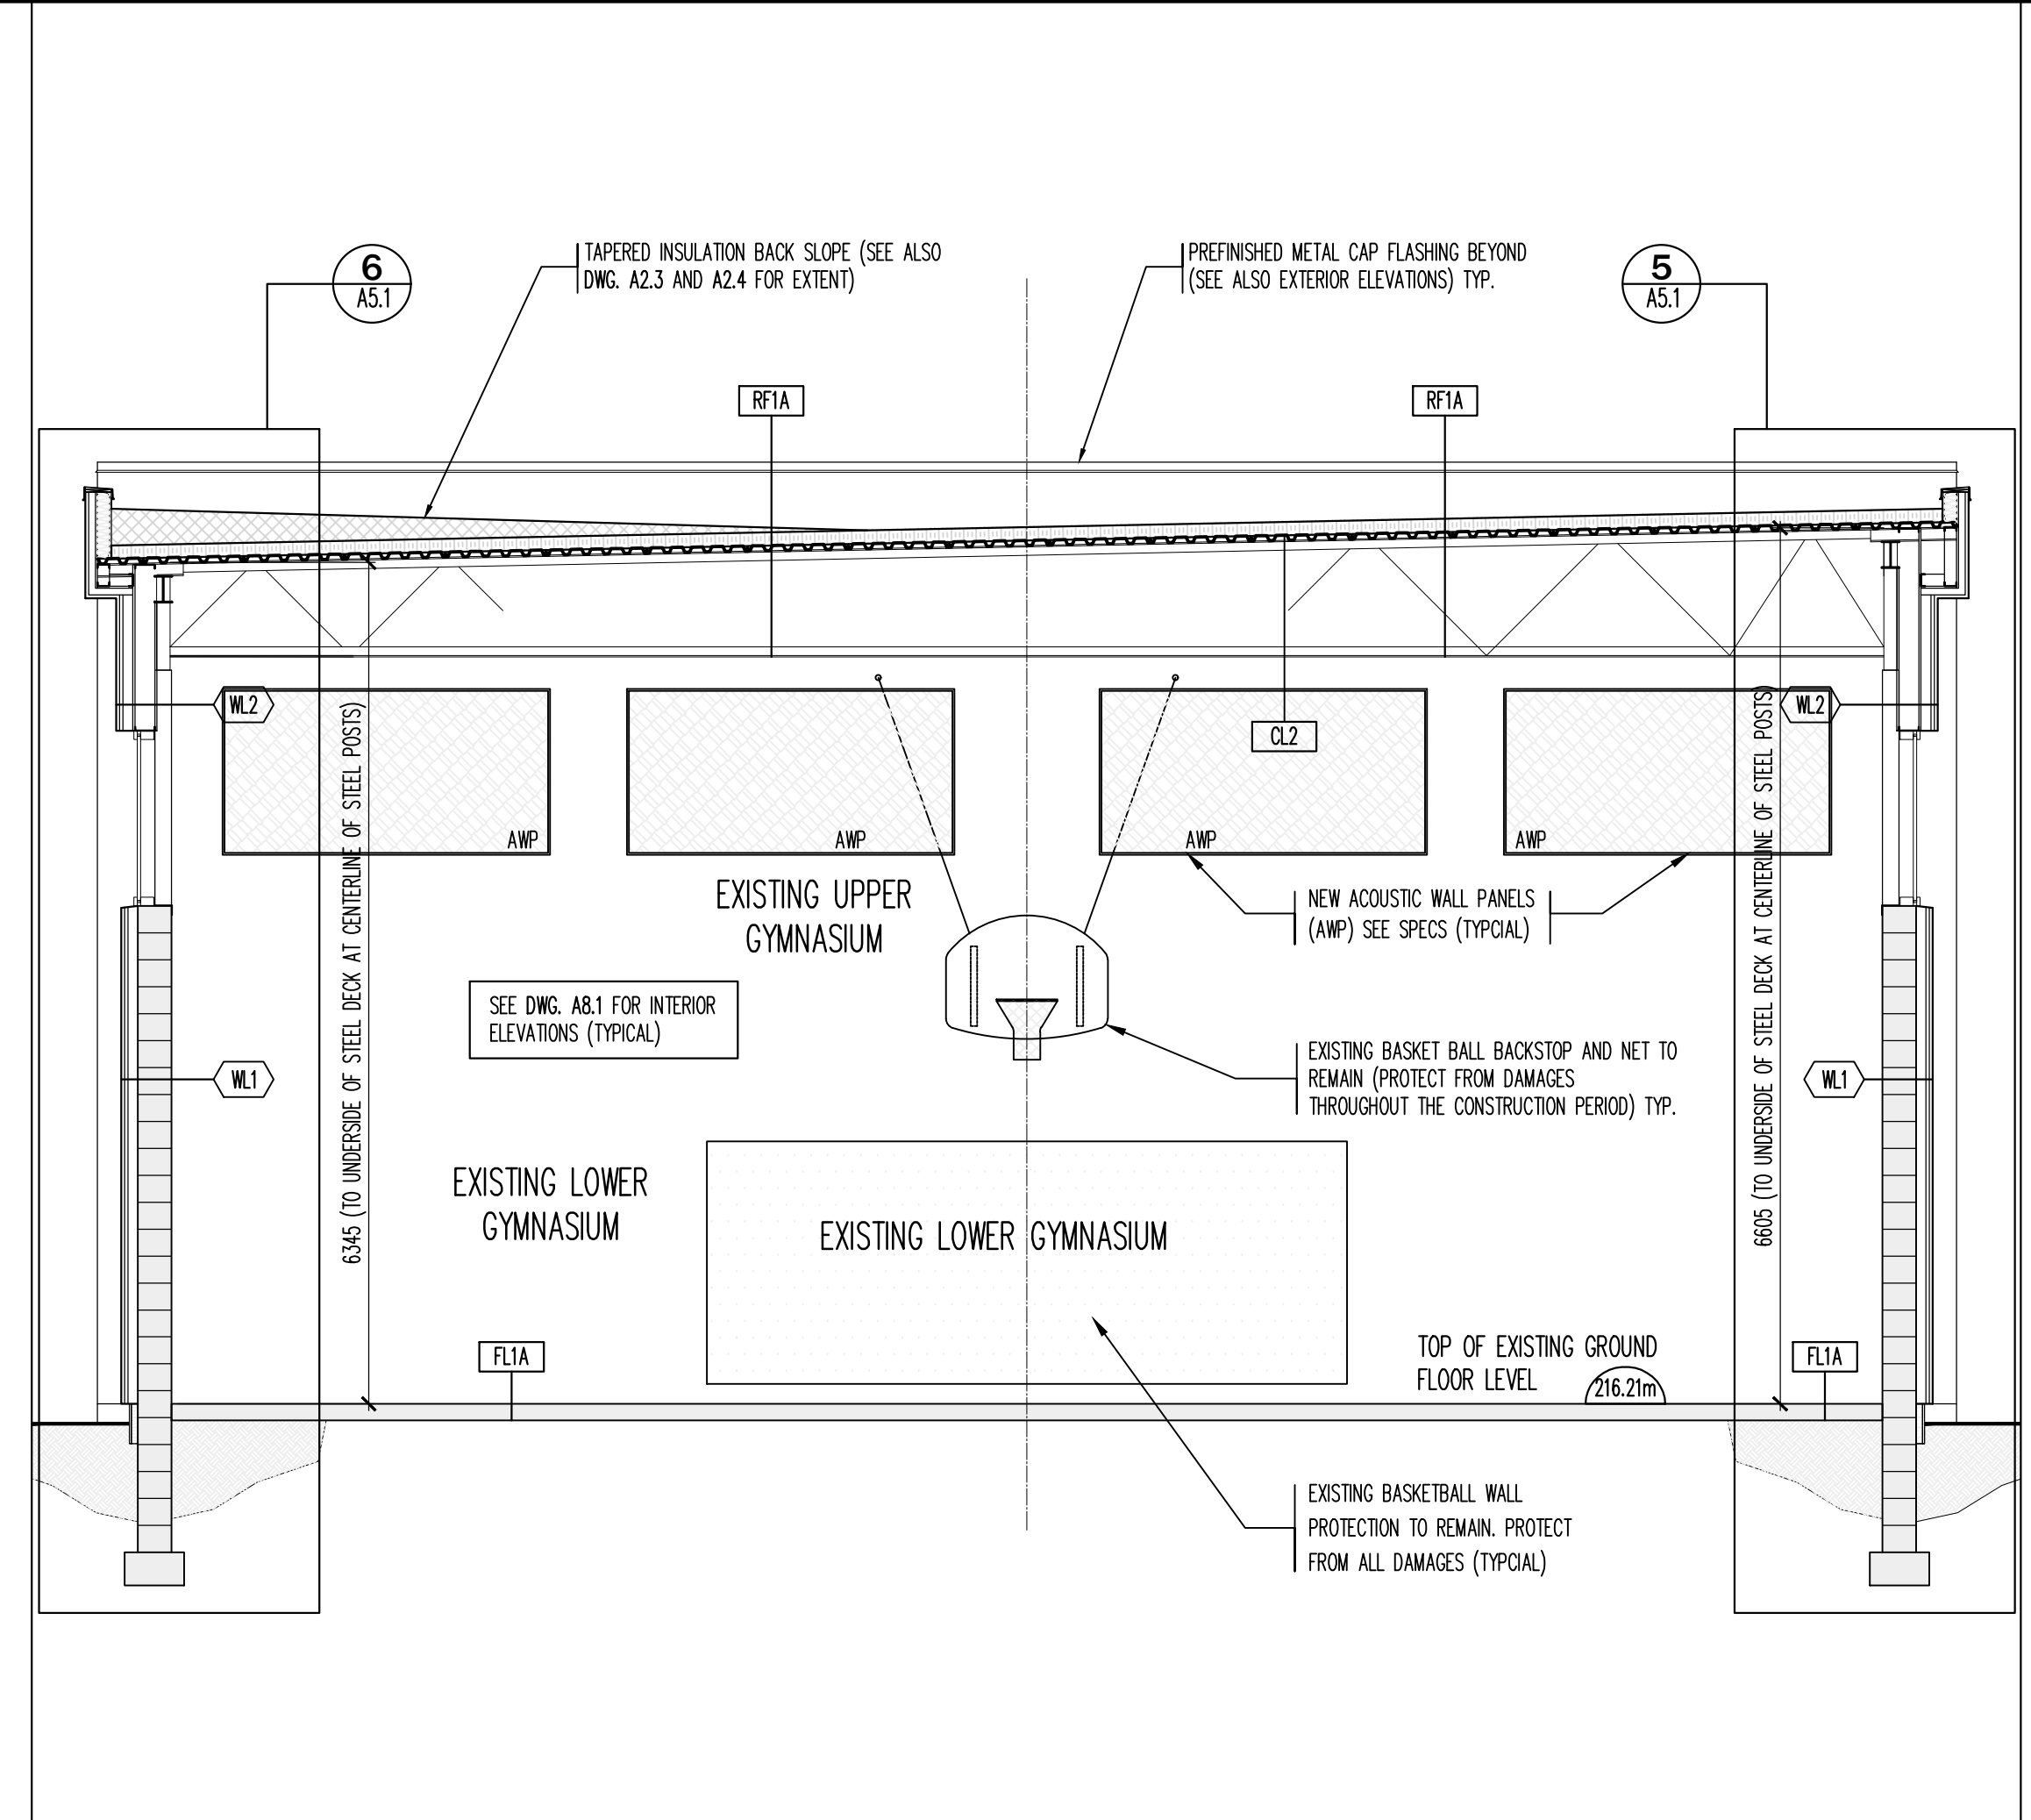 6
A5.1
TAPERED INSULATION BACK SLOPE (SEE ALSO
DWG. A2.3 AND A2.4 FOR EXTENT)
PREFINISHED METAL CAP FLASHING BEYOND
(SEE ALSO EXTERIOR ELEVATIONS) TYP.
5
A5.1
RF1A
RF1A
WL2
WL2
CL2
AWP
AWP
AWP
AWP
6345 (TO UNDERSIDE OF STEEL DECK AT CENTERLINE OF STEEL POSTS)
6605 (TO UNDERSIDE OF STEEL DECK AT CENTERLINE OF STEEL POSTS)
EXISTING UPPER
GYMNASIUM
NEW ACOUSTIC WALL PANELS
(AWP) SEE SPECS (TYPCIAL)
SEE DWG. A8.1 FOR INTERIOR
ELEVATIONS (TYPICAL)
EXISTING BASKET BALL BACKSTOP AND NET TO
REMAIN (PROTECT FROM DAMAGES
THROUGHOUT THE CONSTRUCTION PERIOD) TYP.
WL1
WL1
EXISTING LOWER
GYMNASIUM
EXISTING LOWER GYMNASIUM
FL1A
TOP OF EXISTING GROUND
FLOOR LEVEL
216.21m
FL1A
EXISTING BASKETBALL WALL
PROTECTION TO REMAIN. PROTECT
FROM ALL DAMAGES (TYPCIAL)